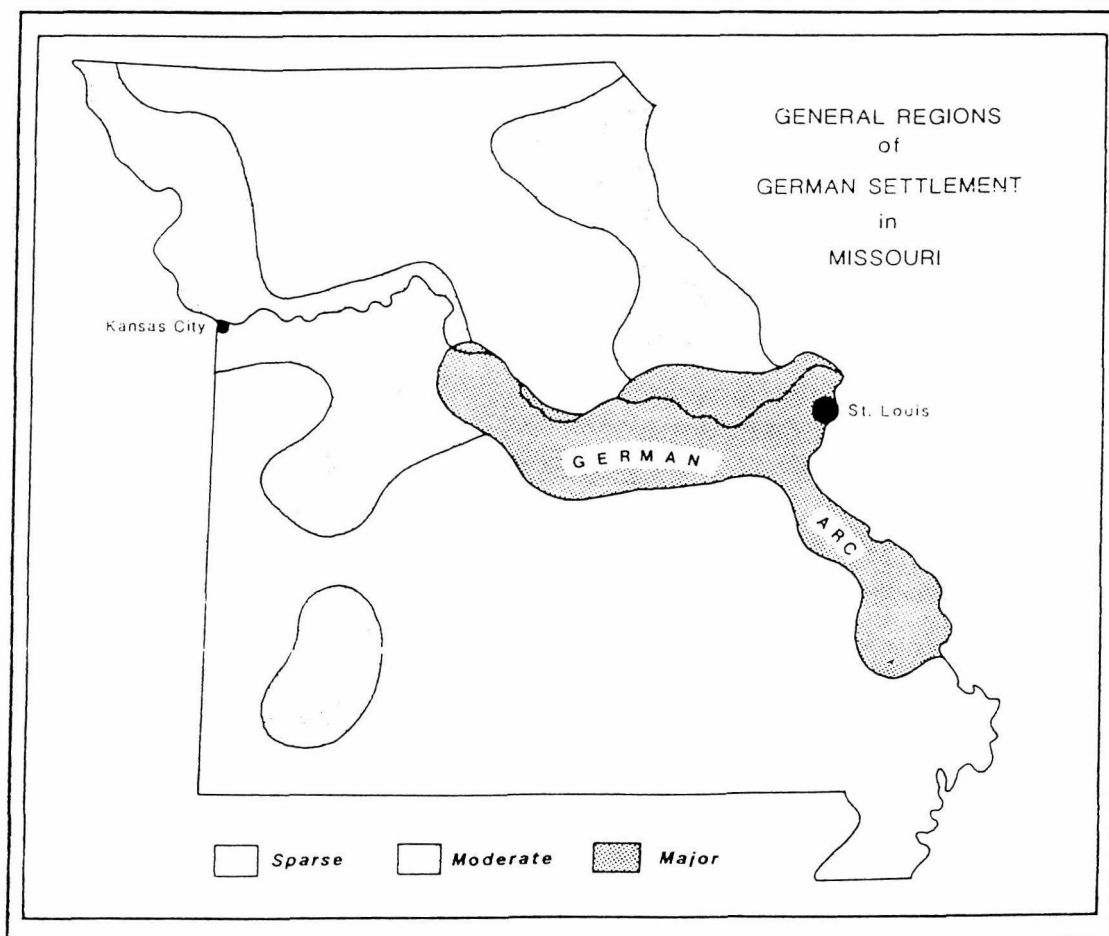 GENERAL REGIONS
of
GERMAN SETTLEMENT
in
MISSOURI
Kansas City
St. Louis
GERMAN
ARC
Sparse
Moderate
Major